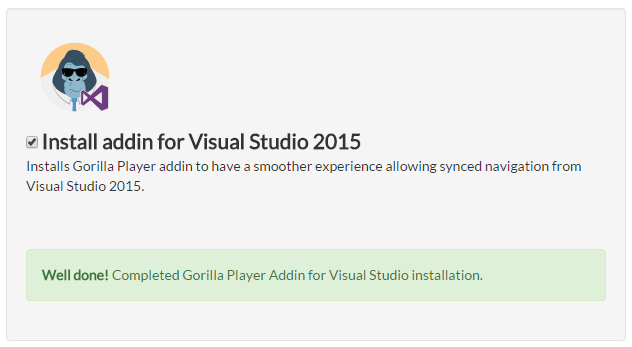 Install addin for Visual Studio 2015
Installs Gorilla Player addin to have a smoother experience allowing synced navigation from
Visual Studio 2015.
Well done! Completed Gorilla Player Addin for Visual Studio installation.